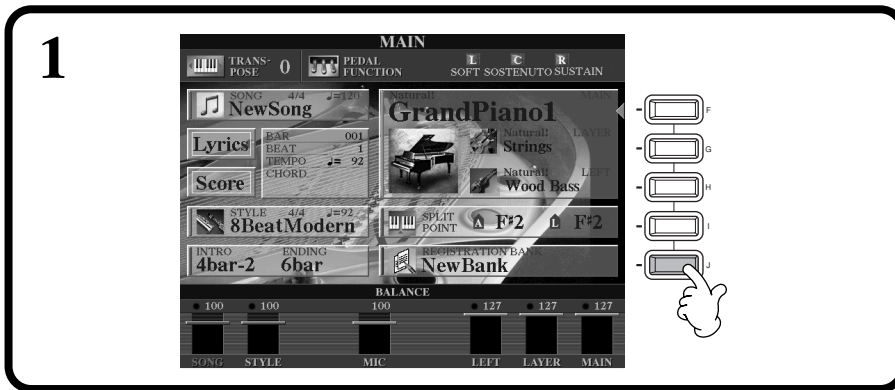 1
MAIN
TRANS-
POSE 0 PEDAL
FUNCTION L C R
SOFT SOSTENUTO SUSTAIN
SONG 4/4 ♩=120
NewSong
Natural! MAIN
GrandPiano1
Lyrics
BAR 001
BEAT 1
TEMPO ♩= 92
CHORD
Score
Natural! LAYER
Strings
Natural! LEFT
Wood Bass
STYLE 4/4 ♩=92
8BeatModern
SPLIT
POINT A F♯2 L F♯2
INTRO ENDING
4bar-2 6bar
REGISTRATION BANK
NewBank
BALANCE
100 100 100 127 127 127
SONG STYLE MIC LEFT LAYER MAIN
F
G
H
I
J